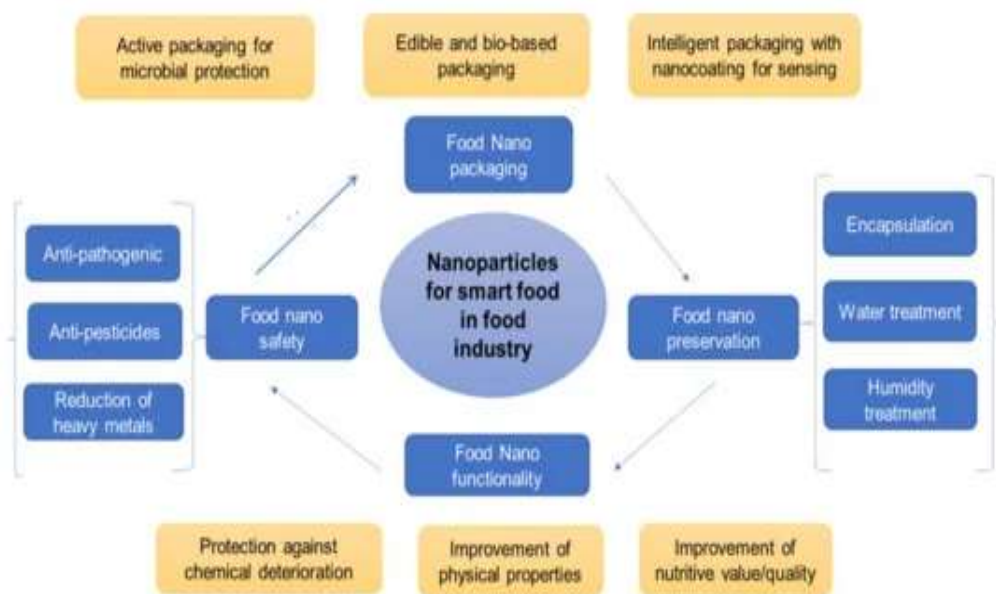 Active packaging for
microbial protection
Edible and bio-based
packaging
Intelligent packaging with
nanocoating for sensing
Food Nano
packaging
Anti-pathogenic
Anti-pesticides
Reduction of
heavy metals
Food nano
safety
Nanoparticles
for smart food
in food
industry
Food nano
preservation
Encapsulation
Water treatment
Humidity
treatment
Food Nano
functionality
Protection against
chemical deterioration
Improvement of
physical properties
Improvement of
nutritive value/quality